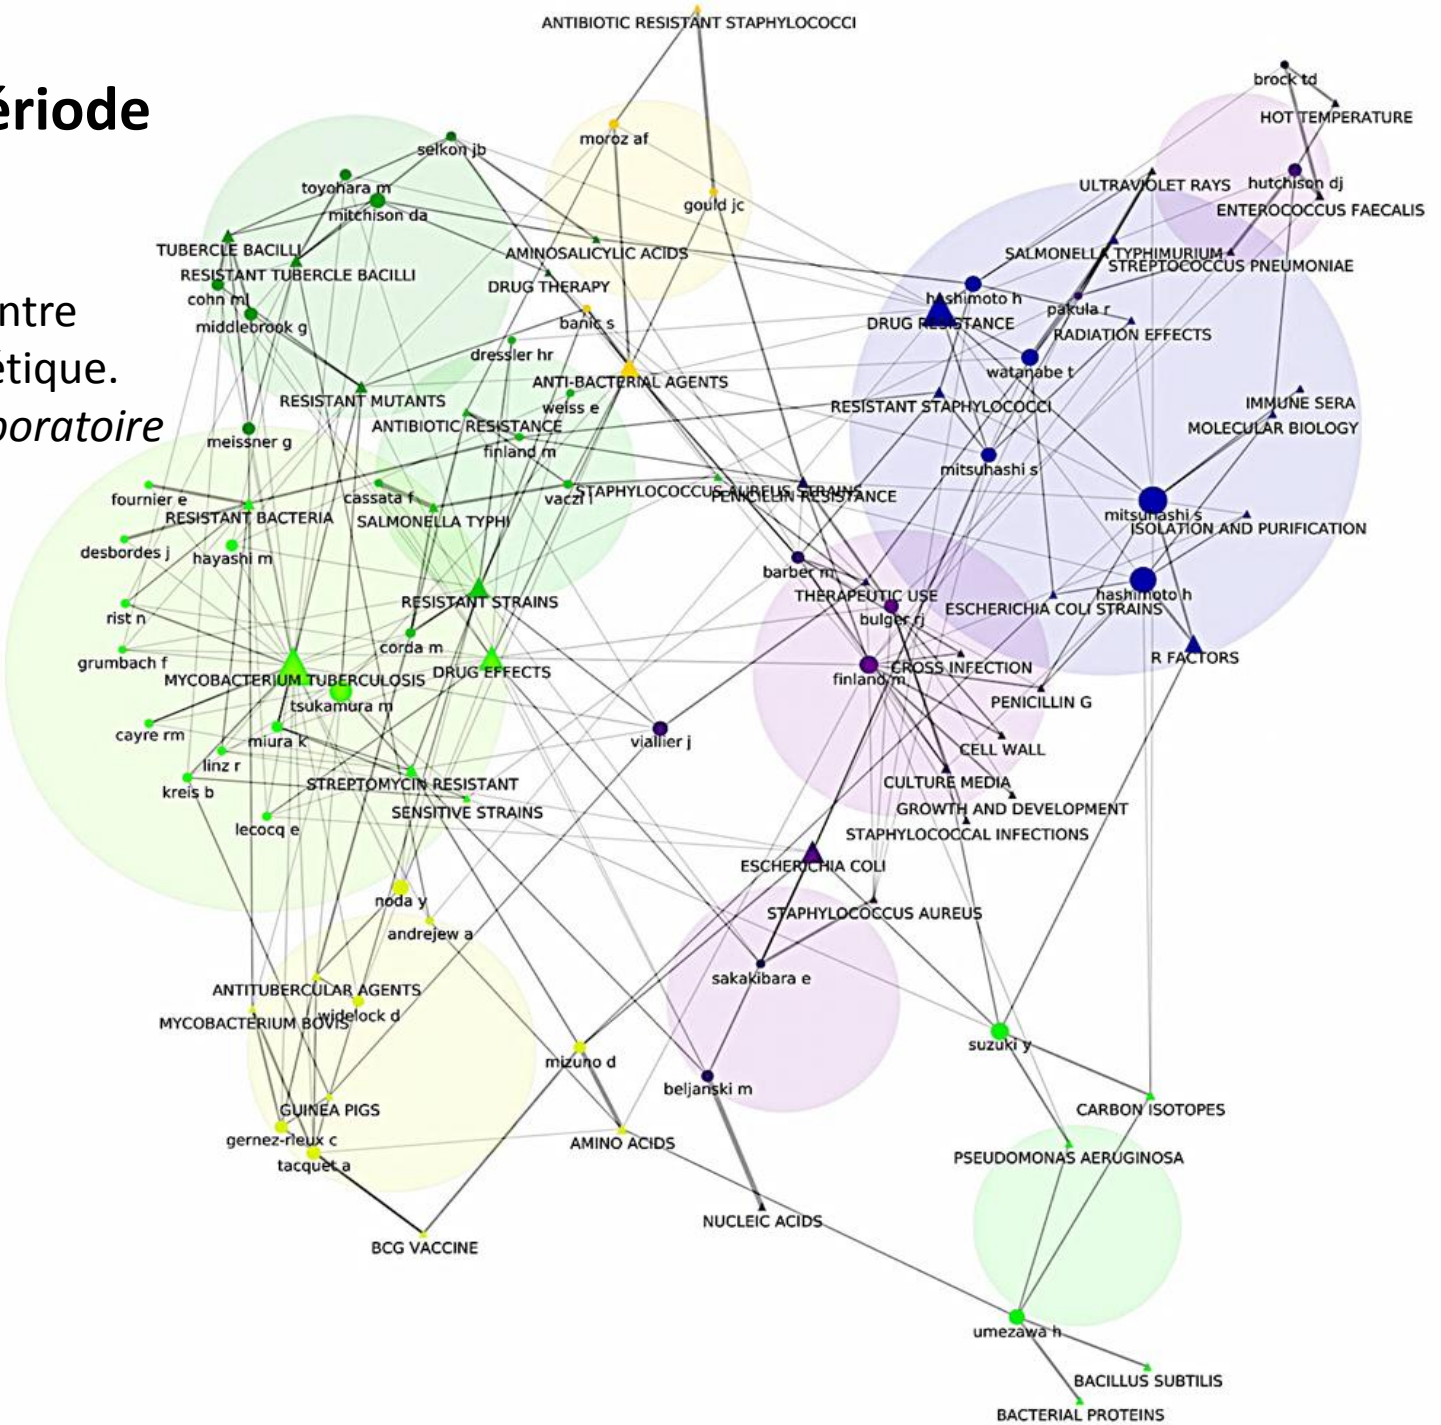 ANTIBIOTIC RESISTANT STAPHYLOCOCCI
brock td
ériode
HOT TEMPERATURE
moroz af
selkon jb
toyohara m
ULTRAVIOLET RAYS
hutchison dj
gould jc
mitchison da
ENTEROCOCCUS FAECALIS
TUBERCLE BACILLI
AMINOSALICYLIC ACIDS
SALMONELLA TYPHIMURIUM
STREPTOCOCCUS PNEUMONIAE
RESISTANT TUBERCLE BACILLI
DRUG THERAPY
cohn ml
hashimoto h
ntre
pakula r
middlebrook g
banic s
DRUG RESISTANCE
RADIATION EFFECTS
dressler hr
étique.
watanabe t
ANTI-BACTERIAL AGENTS
RESISTANT MUTANTS
weiss e
RESISTANT STAPHYLOCOCCI
IMMUNE SERA
poratoire
ANTIBIOTIC RESISTANCE
MOLECULAR BIOLOGY
meissner g
finland m
mitsuhashi s
fournier e
cassata f
vaczi l
STAPHYLOCOCCUS AUREUS STRAINS
PENICILLIN RESISTANCE
RESISTANT BACTERIA
SALMONELLA TYPHI
mitsuhashi s
ISOLATION AND PURIFICATION
desbordes j
hayashi m
barber m
RESISTANT STRAINS
THERAPEUTIC USE
hashimoto h
ESCHERICHIA COLI STRAINS
rist n
bulger rj
corda m
grumbach f
R FACTORS
DRUG EFFECTS
CROSS INFECTION
MYCOBACTERIUM TUBERCULOSIS
finland m
tsukamura m
PENICILLIN G
cayre rm
miura k
viallier j
CELL WALL
linz r
STREPTOMYCIN RESISTANT
CULTURE MEDIA
kreis b
SENSITIVE STRAINS
GROWTH AND DEVELOPMENT
lecocq e
STAPHYLOCOCCAL INFECTIONS
ESCHERICHIA COLI
noda y
STAPHYLOCOCCUS AUREUS
andrejew a
sakakibara e
ANTITUBERCULAR AGENTS
widelock d
MYCOBACTERIUM BOVIS
suzuki y
mizuno d
beljanski m
GUINEA PIGS
CARBON ISOTOPES
gernez-rieux c
AMINO ACIDS
PSEUDOMONAS AERUGINOSA
tacquet a
NUCLEIC ACIDS
BCG VACCINE
umezawa h
BACILLUS SUBTILIS
BACTERIAL PROTEINS